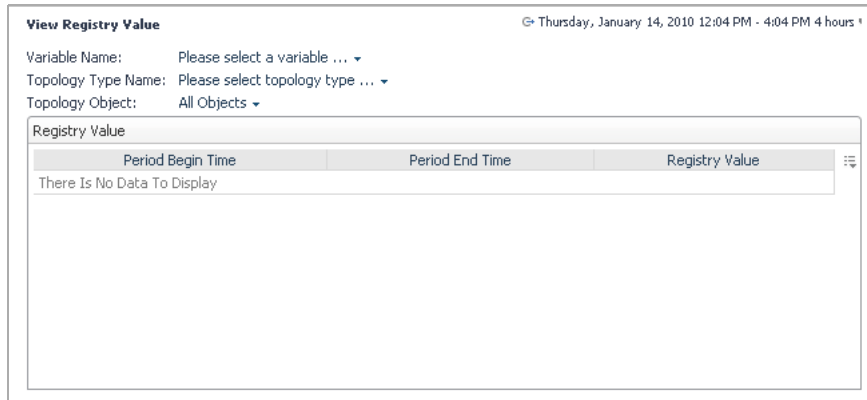 View Registry Value
Thursday, January 14, 2010 12:04 PM - 4:04 PM 4 hours
Variable Name: Please select a variable ...
Topology Type Name: Please select topology type ...
Topology Object: All Objects
Registry Value
Period Begin Time Period End Time Registry Value
There Is No Data To Display